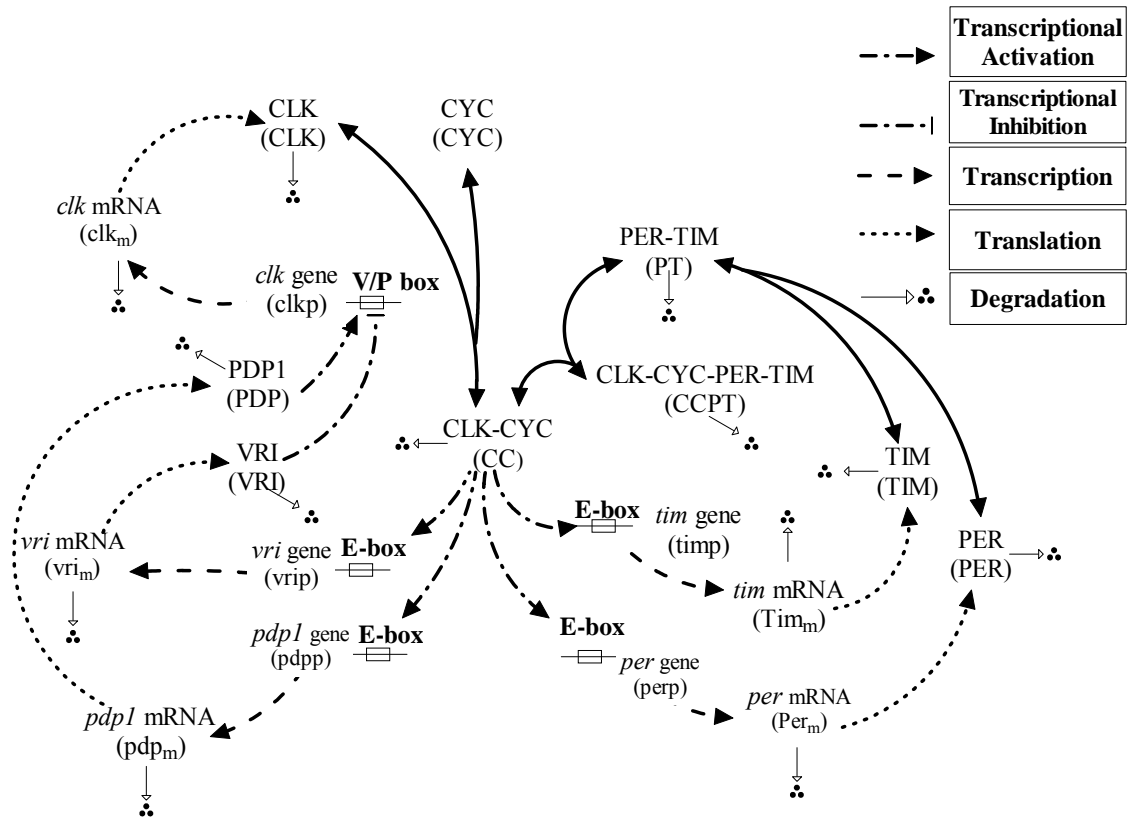 Transcriptional
Activation
Transcriptional
Inhibition
Transcription
Translation
Degradation
CLK
(CLK)
CYC
(CYC)
clk mRNA
(clkm)
clk gene
(clkp)
V/P box
PER-TIM
(PT)
PDP1
(PDP)
CLK-CYC-PER-TIM
(CCPT)
CLK-CYC
(CC)
VRI
(VRI)
TIM
(TIM)
E-box
tim gene
(timp)
PER
(PER)
vri mRNA
(vrim)
vri gene
(vrip)
E-box
tim mRNA
(Timm)
pdp1 gene
(pdpp)
E-box
E-box
per gene
(perp)
per mRNA
(Perm)
pdp1 mRNA
(pdpm)